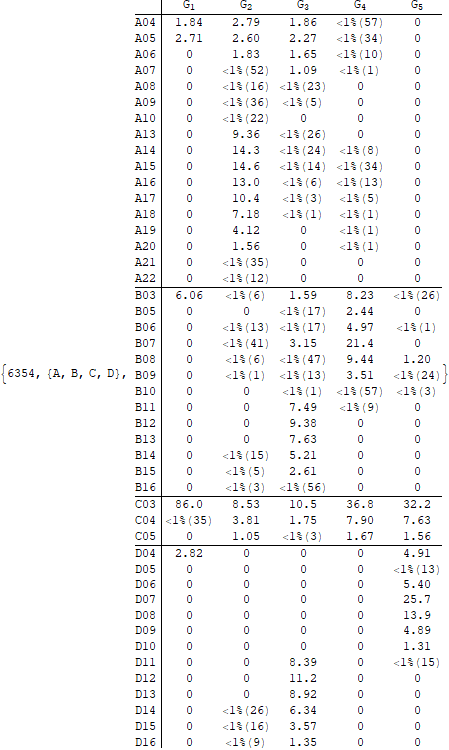 G1 G2 G3 G4 G5
A04 1.84 2.79 1.86 <1%(57) 0
A05 2.71 2.60 2.27 <1%(34) 0
A06 0 1.83 1.65 <1%(10) 0
A07 0 <1%(52) 1.09 <1%(1) 0
A08 0 <1%(16) <1%(23) 0 0
A09 0 <1%(36) <1%(5) 0 0
A10 0 <1%(22) 0 0 0
A13 0 9.36 <1%(26) 0 0
A14 0 14.3 <1%(24) <1%(8) 0
A15 0 14.6 <1%(14) <1%(34) 0
A16 0 13.0 <1%(6) <1%(13) 0
A17 0 10.4 <1%(3) <1%(5) 0
A18 0 7.18 <1%(1) <1%(1) 0
A19 0 4.12 0 <1%(1) 0
A20 0 1.56 0 <1%(1) 0
A21 0 <1%(35) 0 0 0
A22 0 <1%(12) 0 0 0
B03 6.06 <1%(6) 1.59 8.23 <1%(26)
B05 0 0 <1%(17) 2.44 0
B06 0 <1%(13) <1%(17) 4.97 <1%(1)
B07 0 <1%(41) 3.15 21.4 0
B08 0 <1%(6) <1%(47) 9.44 1.20
{6354, {A, B, C, D}, B09 0 <1%(1) <1%(13) 3.51 <1%(24)}
B10 0 0 <1%(1) <1%(57) <1%(3)
B11 0 0 7.49 <1%(9) 0
B12 0 0 9.38 0 0
B13 0 0 7.63 0 0
B14 0 <1%(15) 5.21 0 0
B15 0 <1%(5) 2.61 0 0
B16 0 <1%(3) <1%(56) 0 0
C03 86.0 8.53 10.5 36.8 32.2
C04 <1%(35) 3.81 1.75 7.90 7.63
C05 0 1.05 <1%(3) 1.67 1.56
D04 2.82 0 0 0 4.91
D05 0 0 0 0 <1%(13)
D06 0 0 0 0 5.40
D07 0 0 0 0 25.7
D08 0 0 0 0 13.9
D09 0 0 0 0 4.89
D10 0 0 0 0 1.31
D11 0 0 8.39 0 <1%(15)
D12 0 0 11.2 0 0
D13 0 0 8.92 0 0
D14 0 <1%(26) 6.34 0 0
D15 0 <1%(16) 3.57 0 0
D16 0 <1%(9) 1.35 0 0